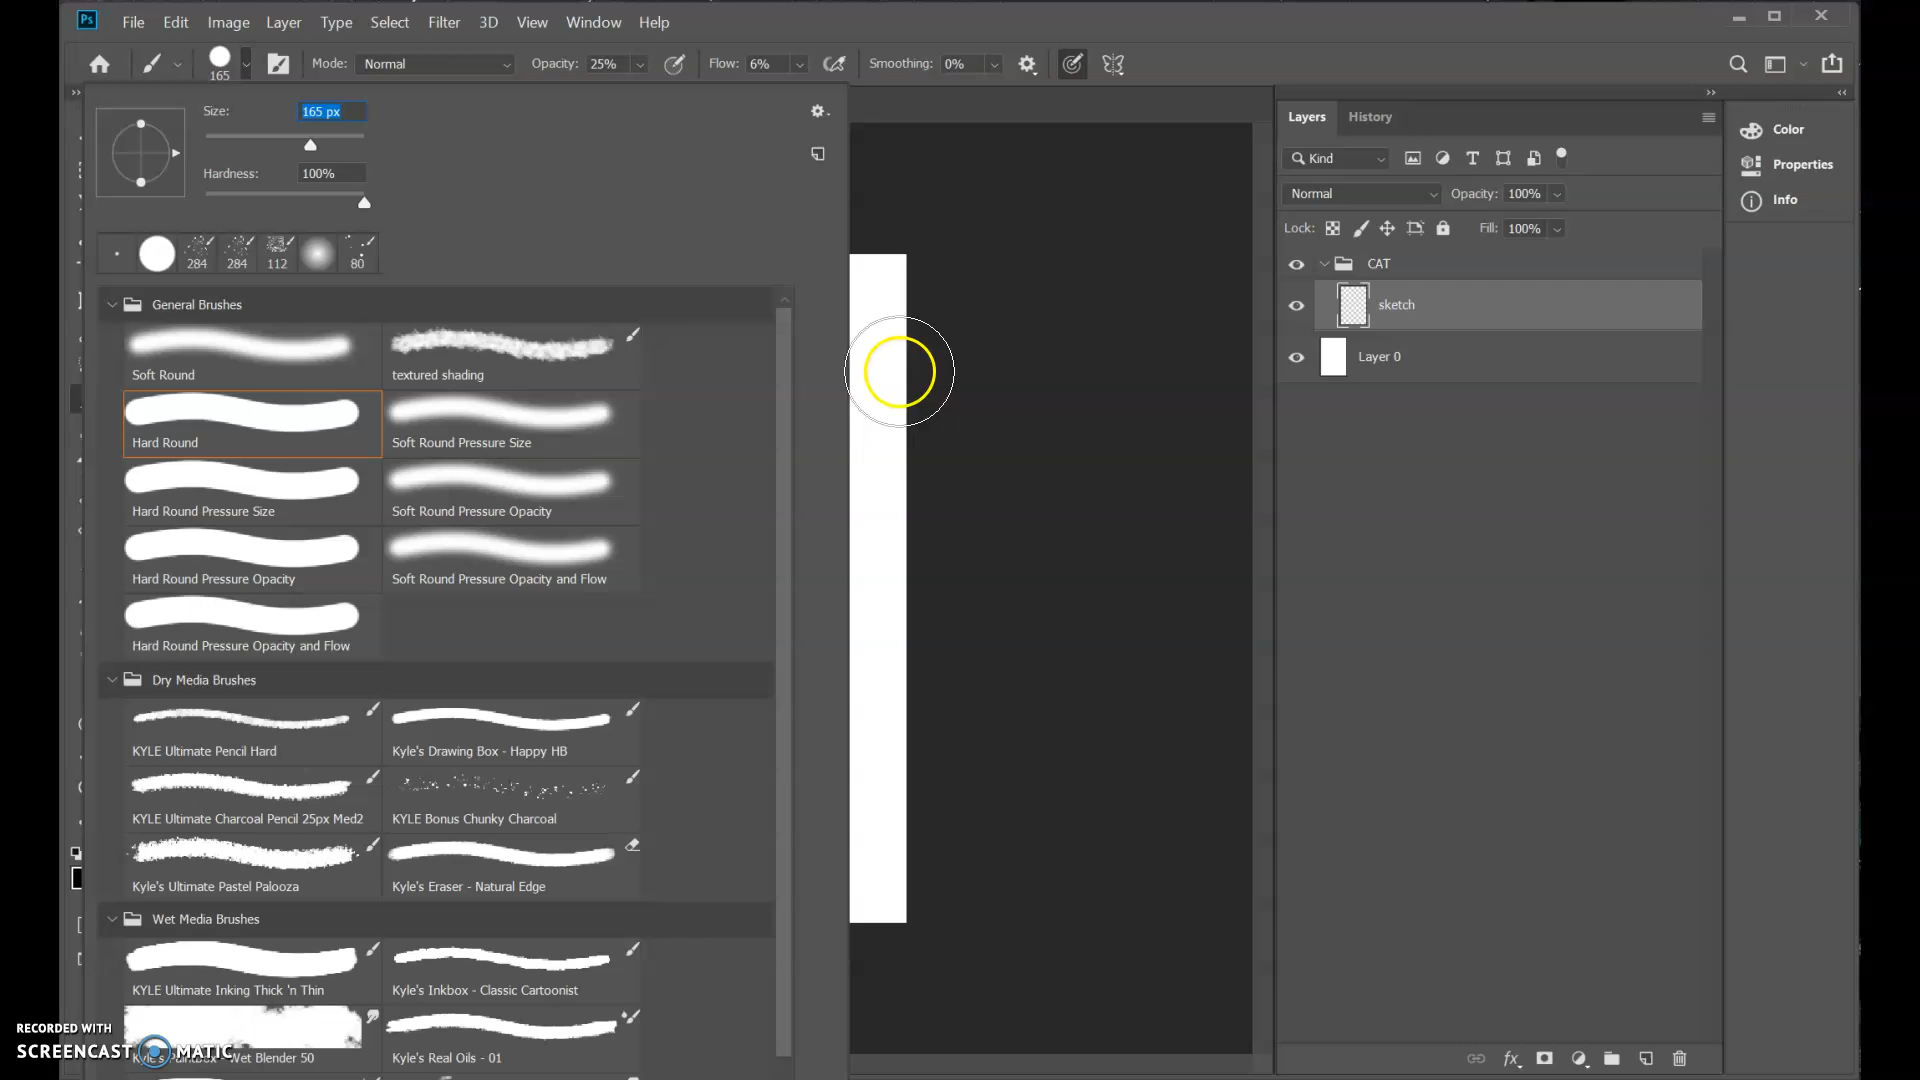 Ps File Edit Image Layer Type Select Filter 3D View Window Help
165 Mode: Normal Opacity: 25% Flow: 6% Smoothing: 0%
Size: 165 px
Hardness: 100%
284 284 112 80
General Brushes
Soft Round textured shading
Hard Round Soft Round Pressure Size
Hard Round Pressure Size Soft Round Pressure Opacity
Hard Round Pressure Opacity Soft Round Pressure Opacity and Flow
Hard Round Pressure Opacity and Flow
Dry Media Brushes
KYLE Ultimate Pencil Hard Kyle's Drawing Box - Happy HB
KYLE Ultimate Charcoal Pencil 25px Med2 KYLE Bonus Chunky Charcoal
Kyle's Ultimate Pastel Palooza Kyle's Eraser - Natural Edge
Wet Media Brushes
KYLE Ultimate Inking Thick 'n Thin Kyle's Inkbox - Classic Cartoonist
Kyle's Paintbox - Wet Blender 50 Kyle's Real Oils - 01
Layers History
Kind
Normal Opacity: 100%
Lock: Fill: 100%
CAT
sketch
Layer 0
fx
Color
Properties
Info
RECORDED WITH
SCREENCAST MATIC